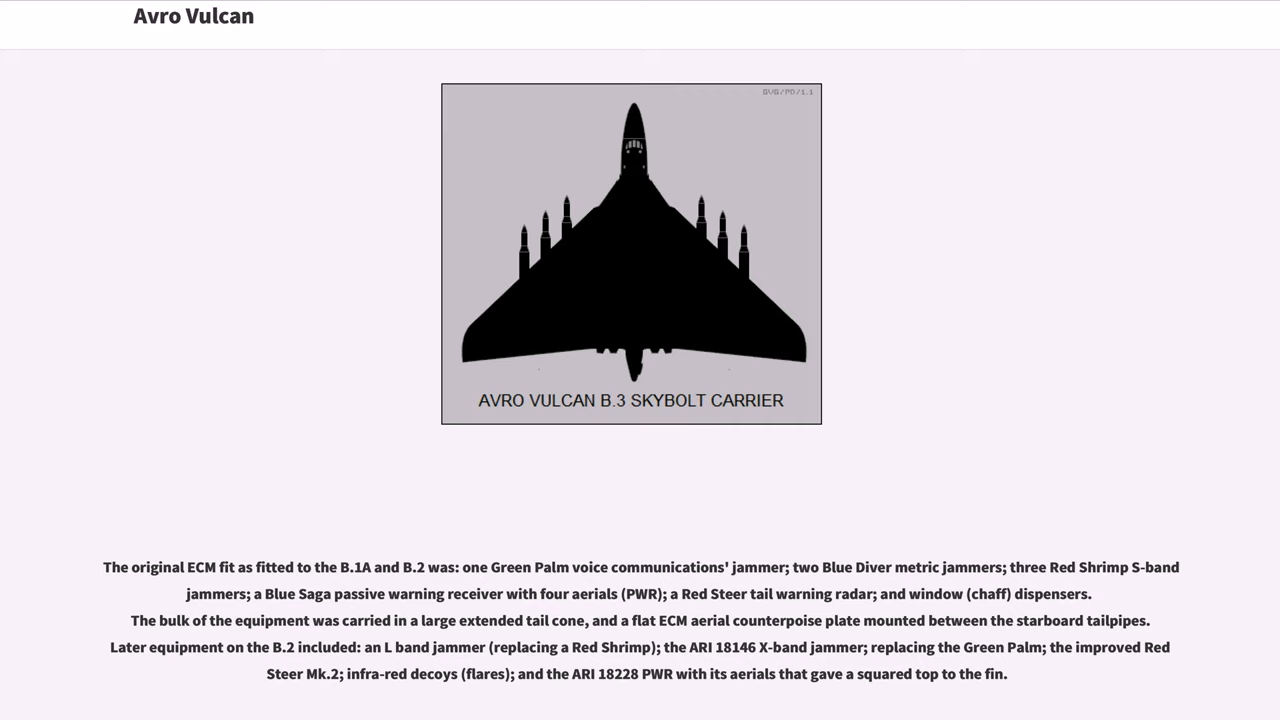 Avro Vulcan
GVG/PD/1.1
AVRO VULCAN B.3 SKYBOLT CARRIER
The original ECM fit as fitted to the B.1A and B.2 was: one Green Palm voice communications' jammer; two Blue Diver metric jammers; three Red Shrimp S-band
jammers; a Blue Saga passive warning receiver with four aerials (PWR); a Red Steer tail warning radar; and window (chaff) dispensers.
The bulk of the equipment was carried in a large extended tail cone, and a flat ECM aerial counterpoise plate mounted between the starboard tailpipes.
Later equipment on the B.2 included: an L band jammer (replacing a Red Shrimp); the ARI 18146 X-band jammer; replacing the Green Palm; the improved Red
Steer Mk.2; infra-red decoys (flares); and the ARI 18228 PWR with its aerials that gave a squared top to the fin.